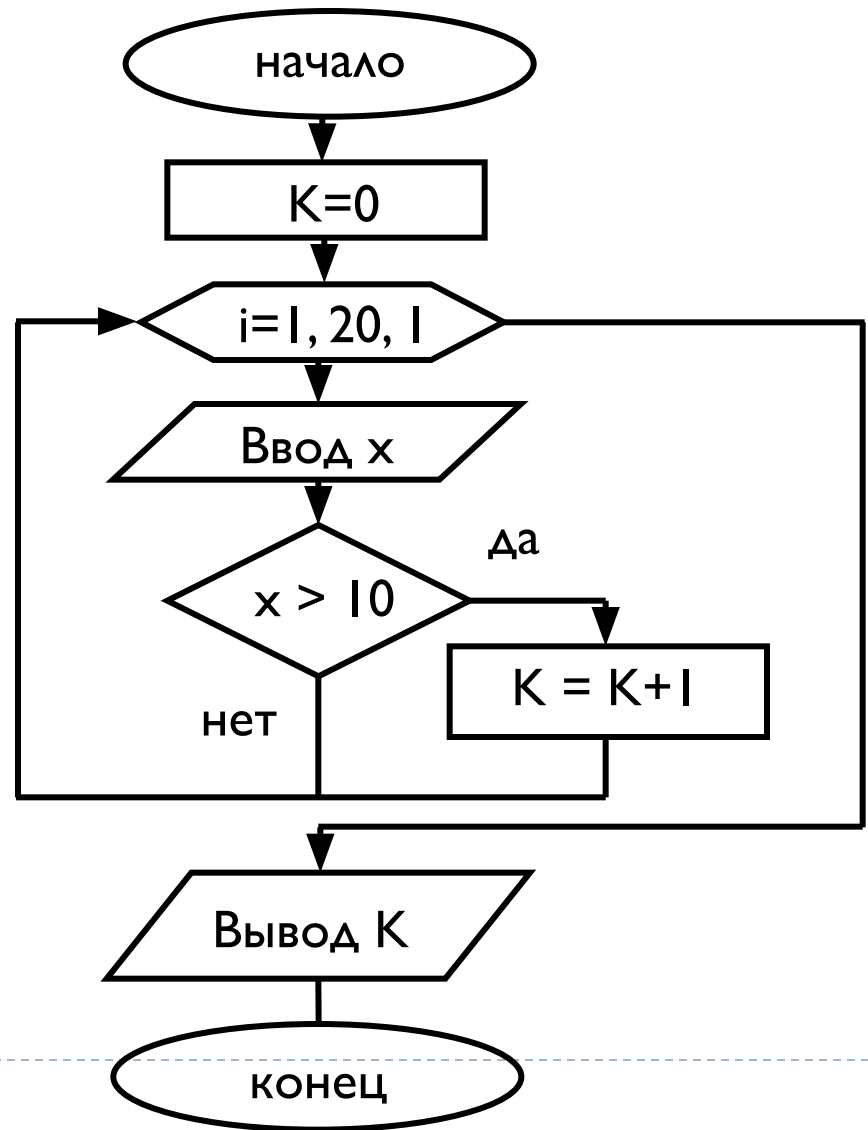 начало
K=0
i=1, 20, 1
Ввод x
да
x > 10
K = K+1
нет
Вывод K
конец